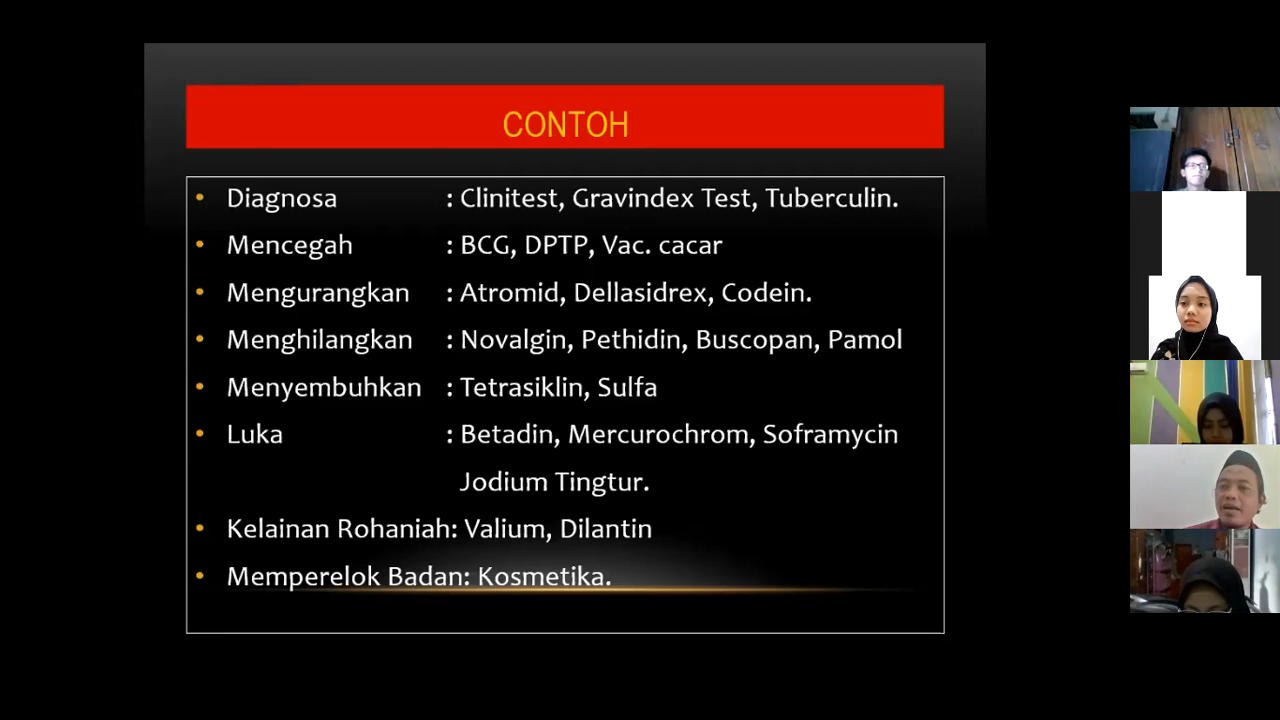 CONTOH
• Diagnosa : Clinitest, Gravindex Test, Tuberculin.
• Mencegah : BCG, DPTP, Vac. cacar
• Mengurangkan : Atromid, Dellasidrex, Codein.
• Menghilangkan : Novalgin, Pethidin, Buscopan, Pamol
• Menyembuhkan : Tetrasiklin, Sulfa
• Luka : Betadin, Mercurochrom, Soframycin
Jodium Tingtur.
• Kelainan Rohaniah: Valium, Dilantin
• Memperelok Badan: Kosmetika.